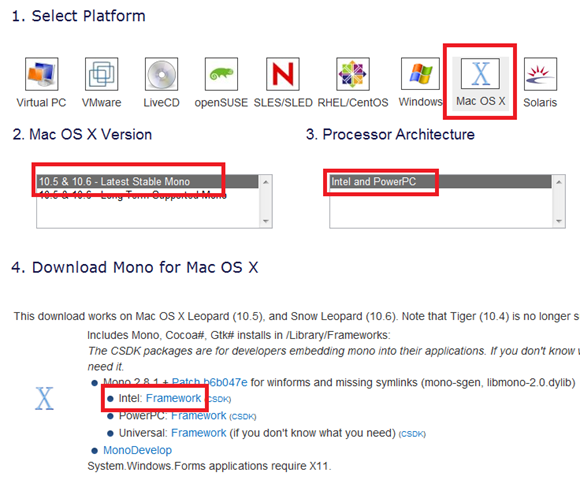 1. Select Platform
Virtual PC VMware LiveCD openSUSE SLES/SLED RHEL/CentOS Windows Mac OS X Solaris
2. Mac OS X Version 3. Processor Architecture
10.5 & 10.6 - Latest Stable Mono Intel and PowerPC
10.5 & 10.6 - Long Term Supported Mono
4. Download Mono for Mac OS X
This download works on Mac OS X Leopard (10.5), and Snow Leopard (10.6). Note that Tiger (10.4) is no longer s
Includes Mono, Cocoa#, Gtk# installs in /Library/Frameworks:
The CSDK packages are for developers embedding mono into their applications. If you don't know w
need it.
Mono 2.8.1 + Patch b6b047e for winforms and missing symlinks (mono-sgen, libmono-2.0.dylib)
Intel: Framework (CSDK)
PowerPC: Framework (CSDK)
Universal: Framework (if you don't know what you need) (CSDK)
MonoDevelop
System.Windows.Forms applications require X11.